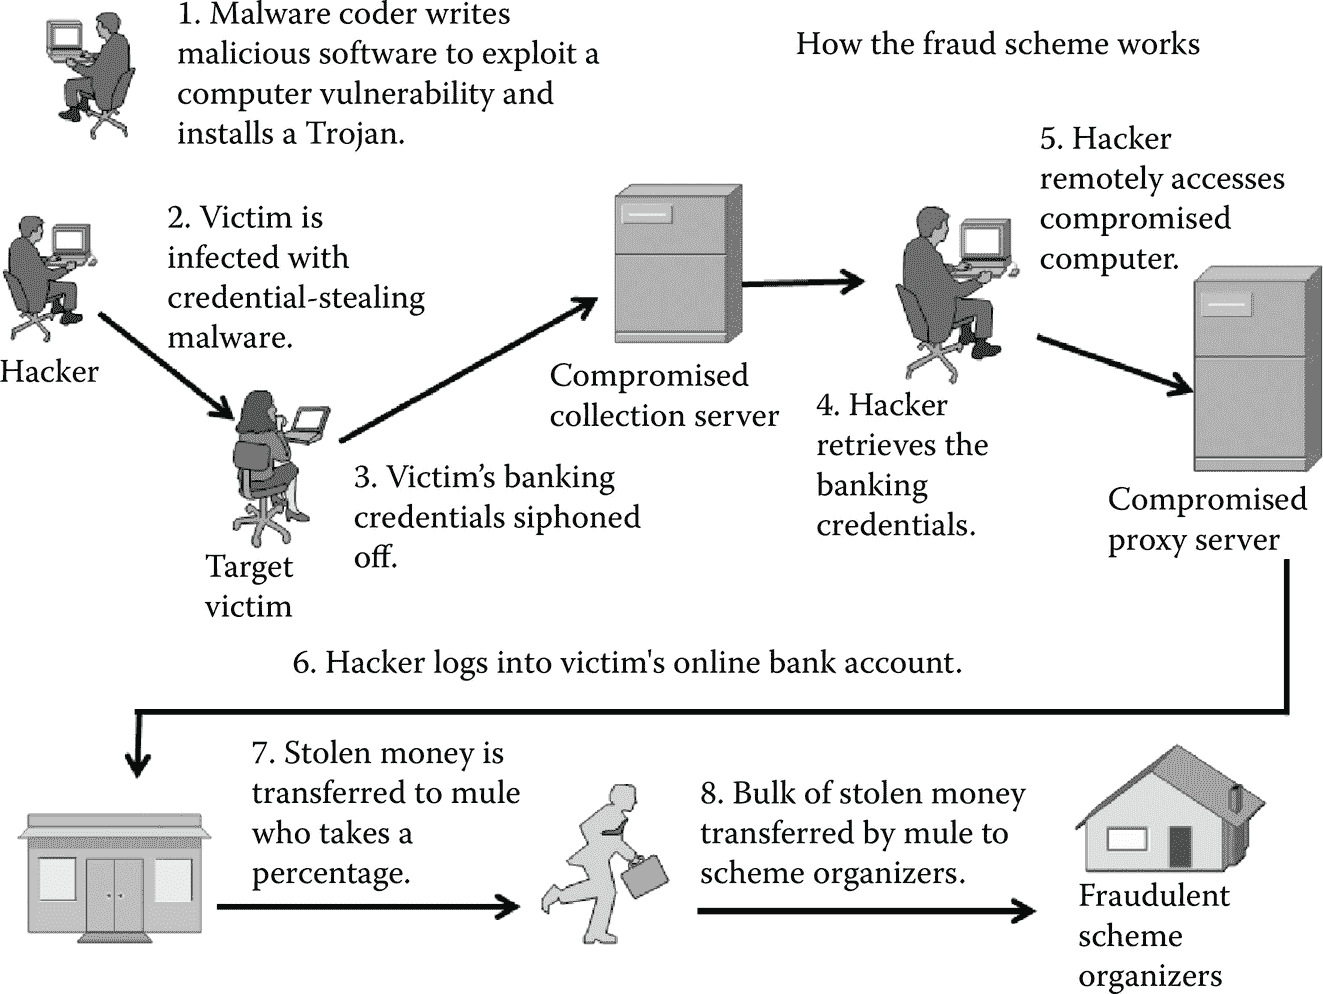 1. Malware coder writes
malicious software to exploit a
computer vulnerability and
installs a Trojan.
How the fraud scheme works
2. Victim is
infected with
credential-stealing
malware.
Hacker
Target
victim
3. Victim’s banking
credentials siphoned
off.
Compromised
collection server
4. Hacker
retrieves the
banking
credentials.
5. Hacker
remotely accesses
compromised
computer.
Compromised
proxy server
6. Hacker logs into victim's online bank account.
7. Stolen money is
transferred to mule
who takes a
percentage.
8. Bulk of stolen money
transferred by mule to
scheme organizers.
Fraudulent
scheme
organizers